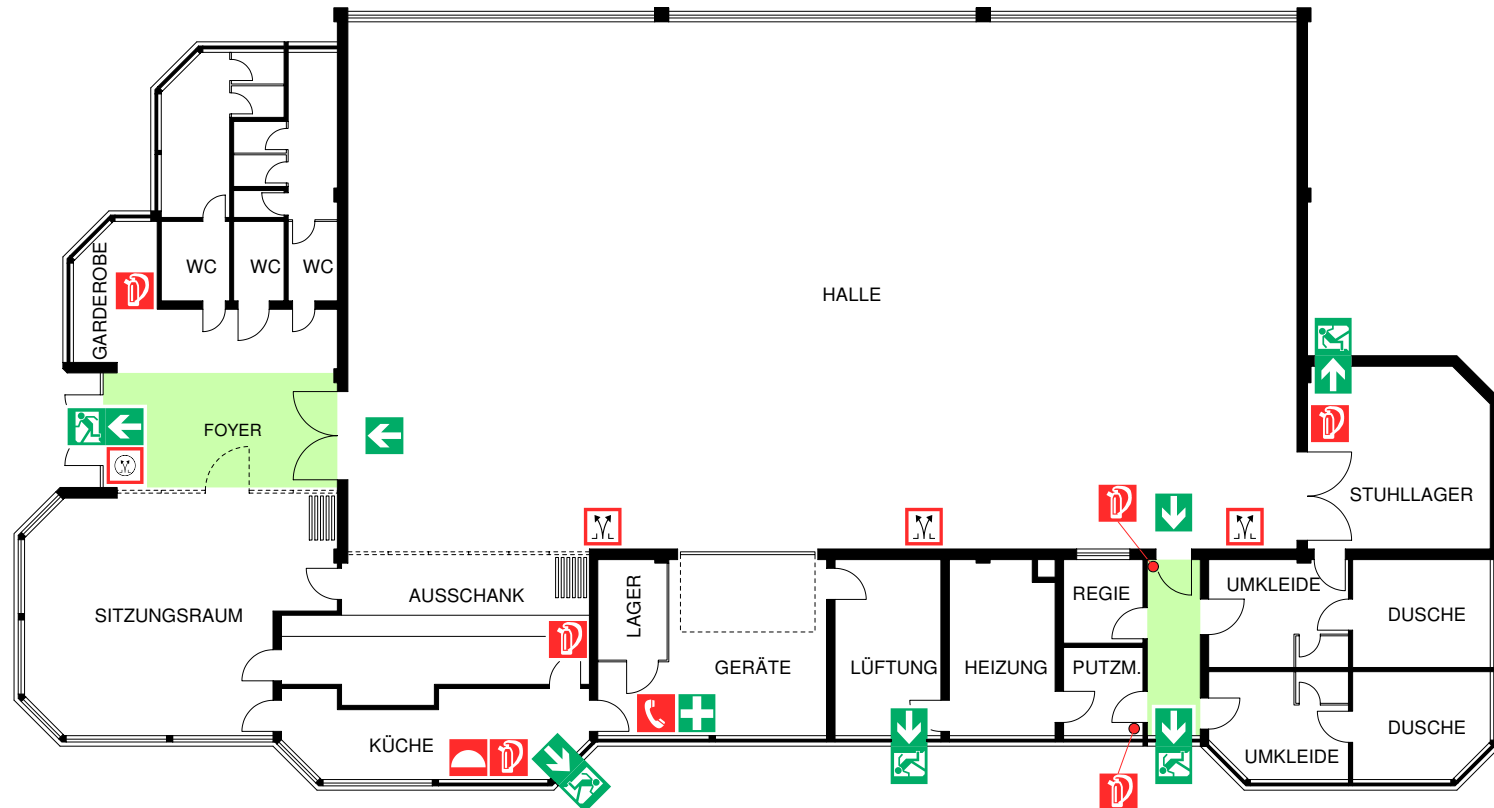 GARDEROBE
WC
WC
WC
HALLE
FOYER
STUHLLAGER
SITZUNGSRAUM
AUSSCHANK
LAGER
GERÄTE
LÜFTUNG
HEIZUNG
REGIE
PUTZM.
UMKLEIDE
DUSCHE
KÜCHE
UMKLEIDE
DUSCHE